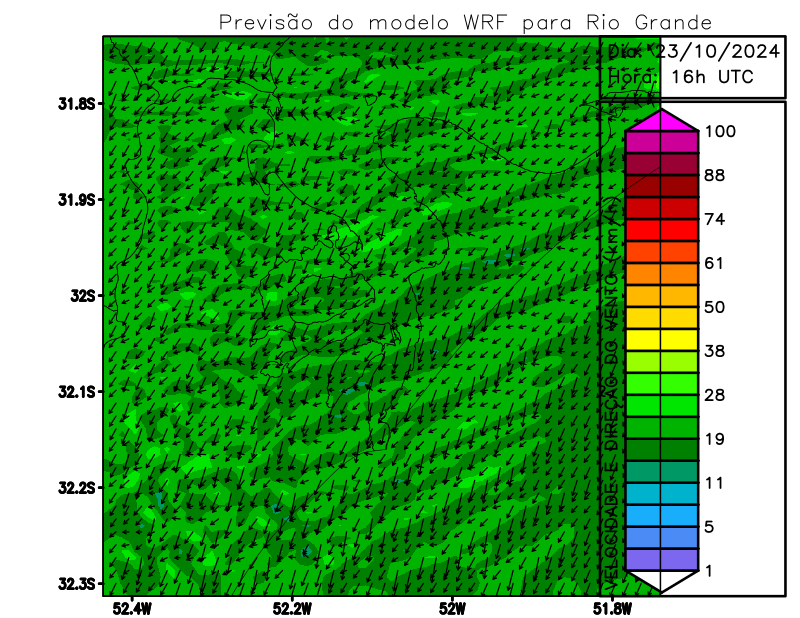 Previsão do modelo WRF para Rio Grande
Dia: 23/10/2024
Hora: 16h UTC
31.8S
31.9S
32S
32.1S
32.2S
32.3S
52.4W
52.2W
52W
51.8W
VELOCIDADE E DIREÇÃO DO VENTO (km/h)
100
88
74
61
50
38
28
19
11
5
1